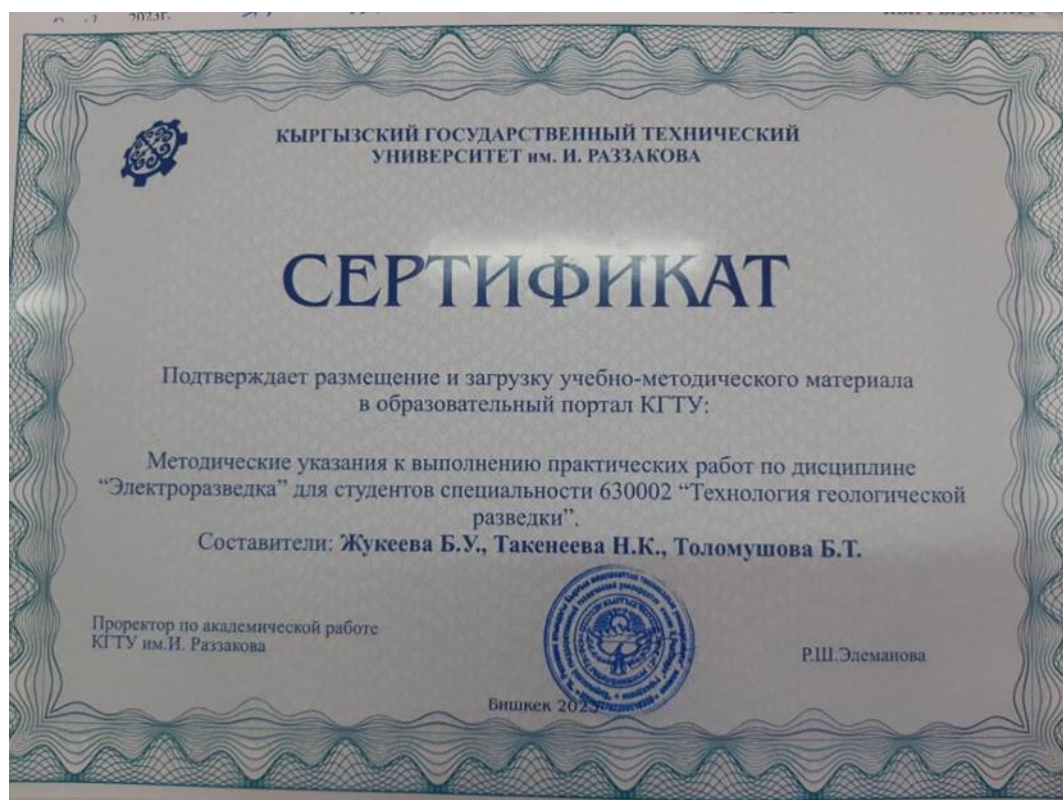 2023г.
КЫРГЫЗСКИЙ ГОСУДАРСТВЕННЫЙ ТЕХНИЧЕСКИЙ
УНИВЕРСИТЕТ им. И. РАЗЗАКОВА
СЕРТИФИКАТ
Подтверждает размещение и загрузку учебно-методического материала
в образовательный портал КГТУ:
Методические указания к выполнению практических работ по дисциплине
“Электроразведка” для студентов специальности 630002 “Технология геологической
разведки”.
Составители: Жукеева Б.У., Такенеева Н.К., Толомушова Б.Т.
Проректор по академической работе
КГТУ им.И. Раззакова
Р.Ш.Элеманова
Бишкек 2023